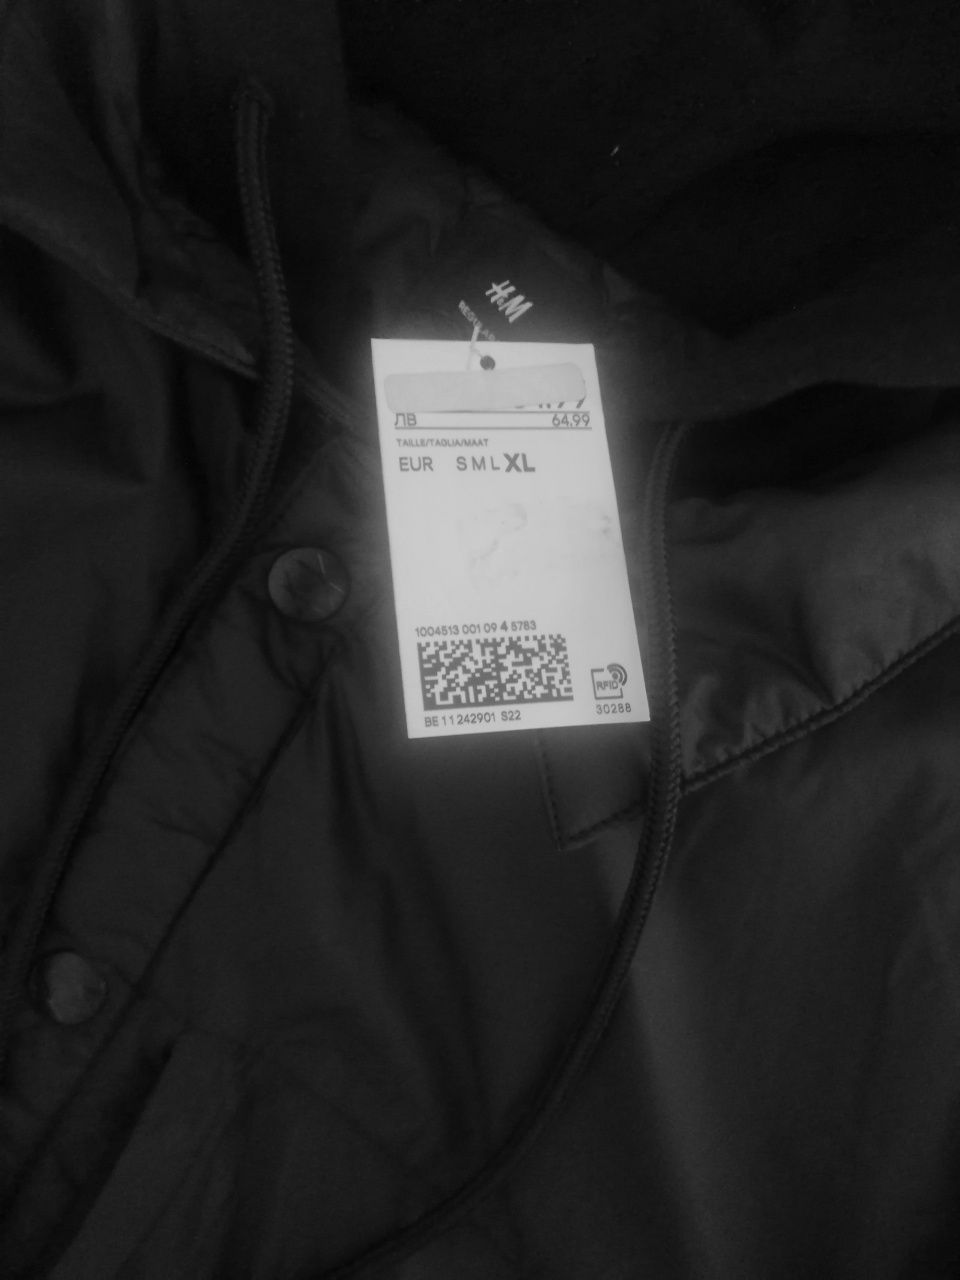 H&M
REGULAR
ЛВ 64.99
TAILLE/TAGLIA/MAAT
EUR S M L XL
1004513 001 09 4 5783
RFID
BE 11 242901 S22
30288